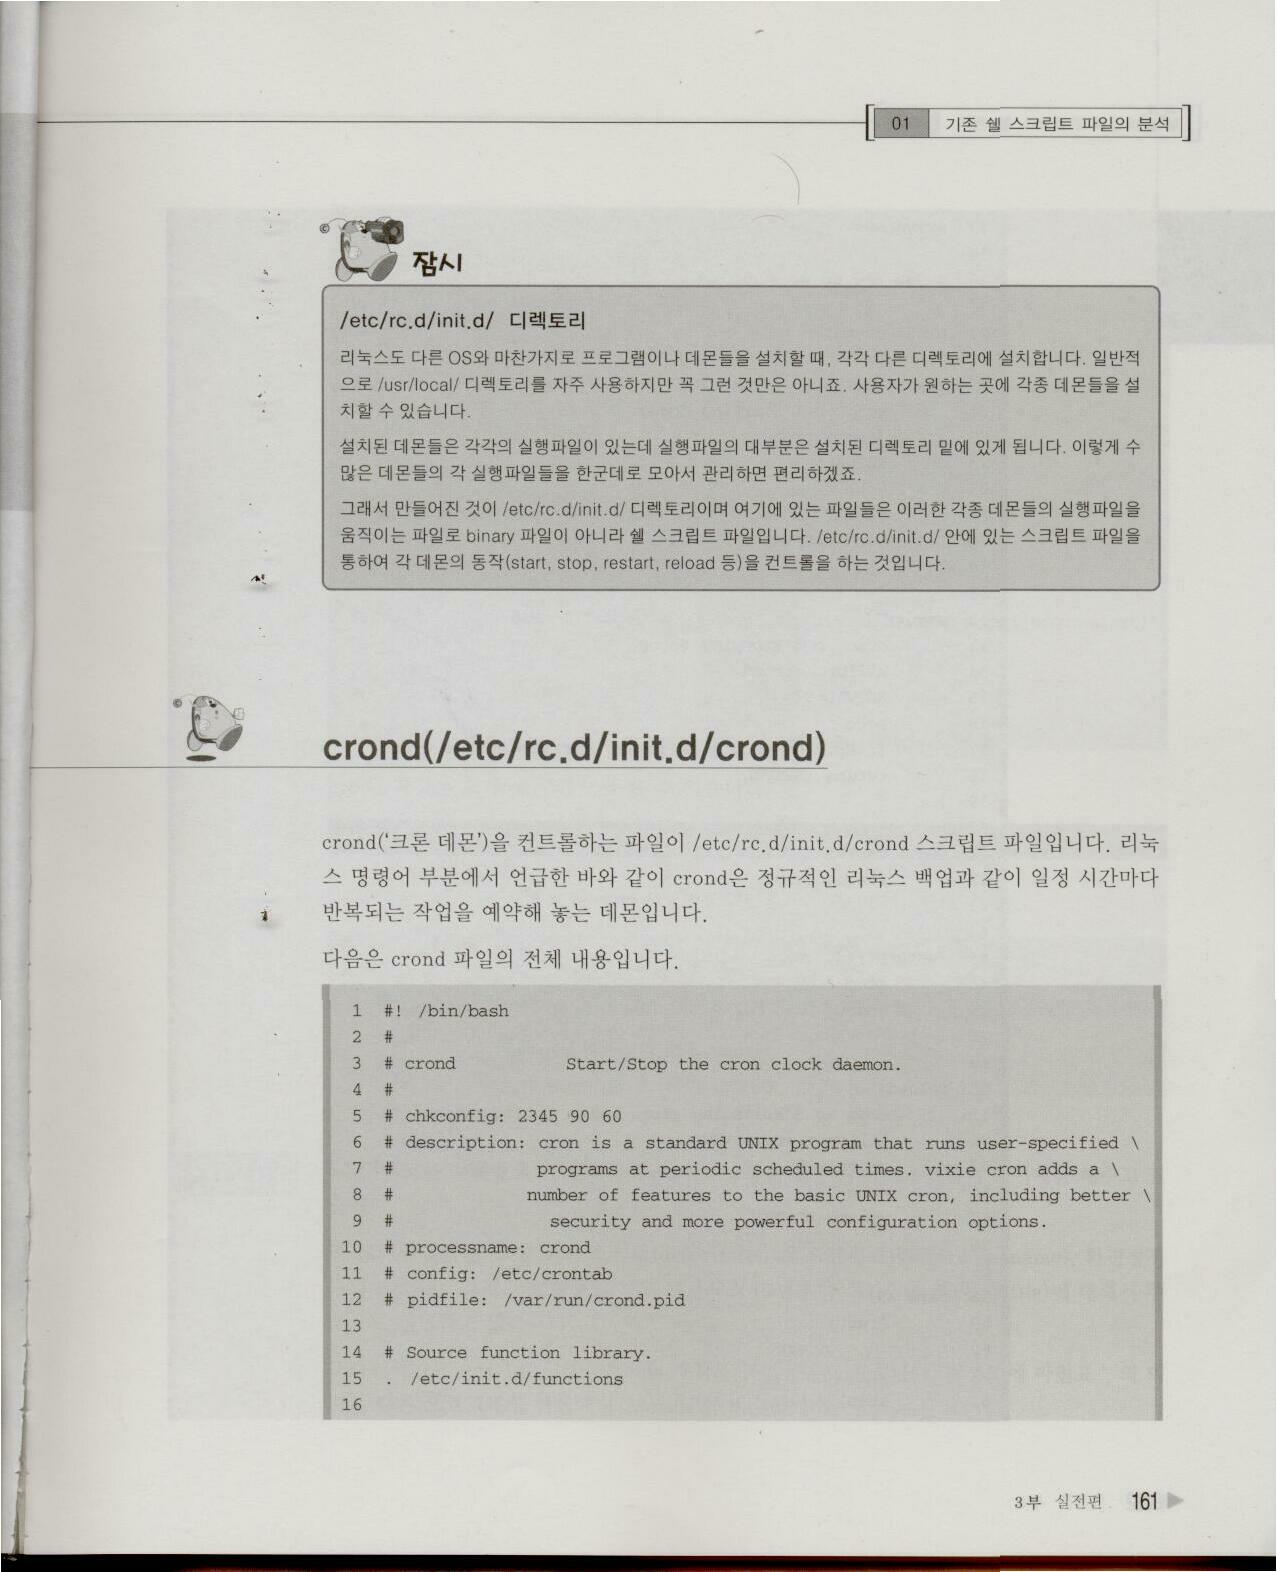 01 기존 쉘 스크립트 파일의 분석
잠시
/etc/rc.d/init.d/ 디렉토리
리눅스도 다른 OS와 마찬가지로 프로그램이나 데몬들을 설치할 때, 각각 다른 디렉토리에 설치합니다. 일반적
으로 /usr/local/ 디렉토리를 자주 사용하지만 꼭 그런 것만은 아니죠. 사용자가 원하는 곳에 각종 데몬들을 설
치할 수 있습니다.
설치된 데몬들은 각각의 실행파일이 있는데 실행파일의 대부분은 설치된 디렉토리 밑에 있게 됩니다. 이렇게 수
많은 데몬들의 각 실행파일들을 한군데로 모아서 관리하면 편리하겠죠.
그래서 만들어진 것이 /etc/rc.d/init.d/ 디렉토리이며 여기에 있는 파일들은 이러한 각종 데몬들의 실행파일을
움직이는 파일로 binary 파일이 아니라 쉘 스크립트 파일입니다. /etc/rc.d/init.d/ 안에 있는 스크립트 파일을
통하여 각 데몬의 동작(start, stop, restart, reload 등)을 컨트롤을 하는 것입니다.
crond(/etc/rc.d/init.d/crond)
crond('크론 데몬')을 컨트롤하는 파일이 /etc/rc.d/init.d/crond 스크립트 파일입니다. 리눅
스 명령어 부분에서 언급한 바와 같이 crond은 정규적인 리눅스 백업과 같이 일정 시간마다
반복되는 작업을 예약해 놓는 데몬입니다.
다음은 crond 파일의 전체 내용입니다.
1 #! /bin/bash
2 #
3 # crond Start/Stop the cron clock daemon.
4 #
5 # chkconfig: 2345 90 60
6 # description: cron is a standard UNIX program that runs user-specified \
7 # programs at periodic scheduled times. vixie cron adds a \
8 # number of features to the basic UNIX cron, including better \
9 # security and more powerful configuration options.
10 # processname: crond
11 # config: /etc/crontab
12 # pidfile: /var/run/crond.pid
13
14 # Source function library.
15 . /etc/init.d/functions
16
3부 실전편 161